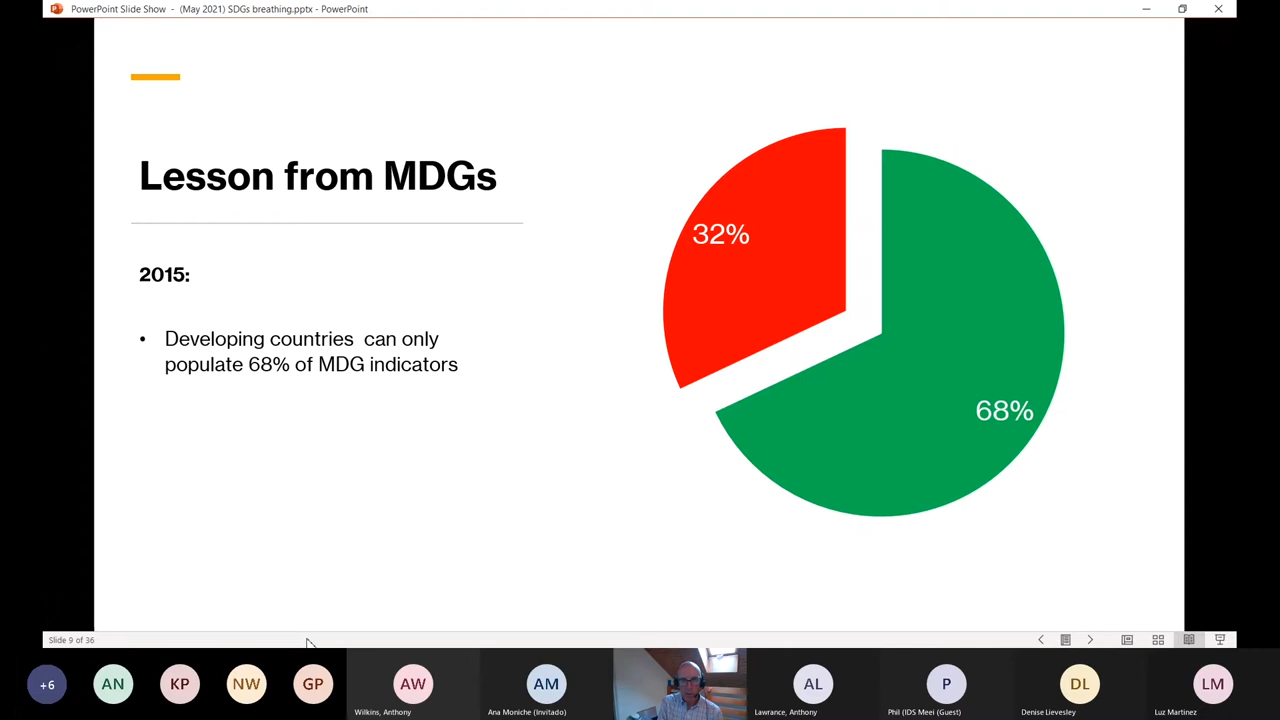 PowerPoint Slide Show - (May 2021) SDGs breathing.pptx - PowerPoint
Lesson from MDGs
2015:
• Developing countries can only
populate 68% of MDG indicators
32%
68%
Slide 9 of 36
+6
AN
KP
NW
GP
AW
Wilkins, Anthony
AM
Ana Moniche (Invitado)
AL
Lawrance, Anthony
P
Phil (IDS Meei (Guest)
DL
Denise Lievesley
LM
Luz Martinez